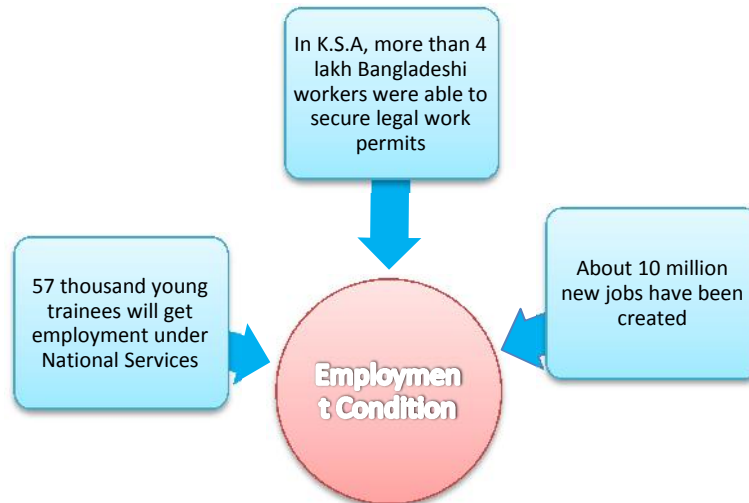 In K.S.A, more than 4
lakh Bangladeshi
workers were able to
secure legal work
permits
57 thousand young
trainees will get
employment under
National Services
About 10 million
new jobs have been
created
Employmen
t Condition